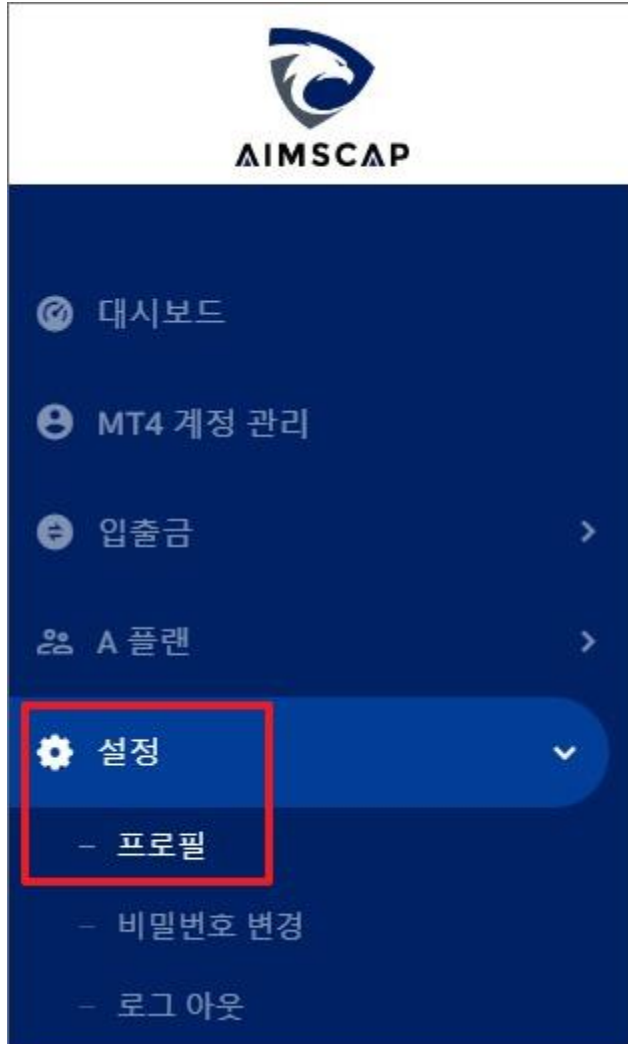 AIMSCAP
대시보드
MT4 계정 관리
입출금
A 플랜
설정
– 프로필
– 비밀번호 변경
– 로그 아웃